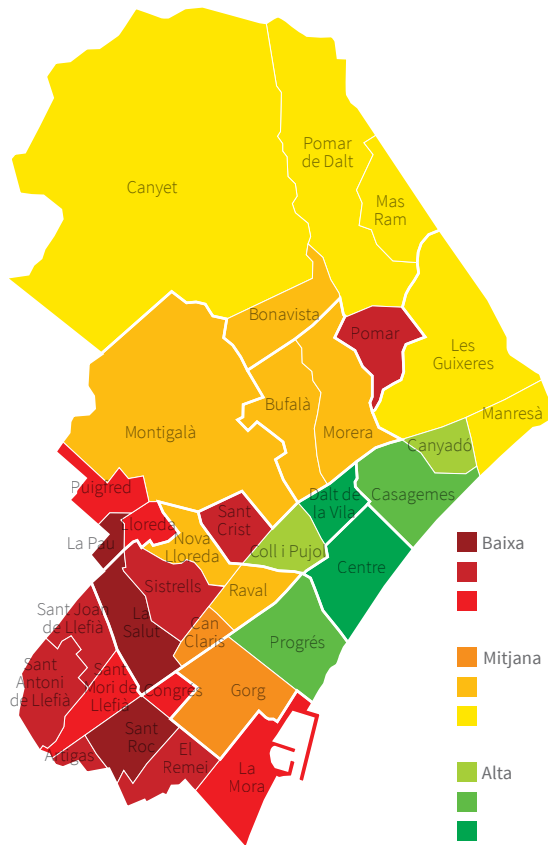 Pomar
de Dalt
Canyet
Mas
Ram
Bonavista
Pomar
Les
Guixeres
Bufalà
Manresà
Montigalà
Morera
Canyadó
Puigfred
Dalt de
la Vila
Casagemes
Lloreda
Sant
Crist
La Pau
Nova
Lloreda
Coll i Pujol
Baixa
Centre
Sistrells
Raval
Sant Joan
de Llefià
La
Salut
Can
Claris
Progrés
Mitjana
Sant
Antoni
de Llefià
Sant
Mori de
Llefià
Congrés
Gorg
Sant
Roc
Artigas
El
Remei
La
Mora
Alta